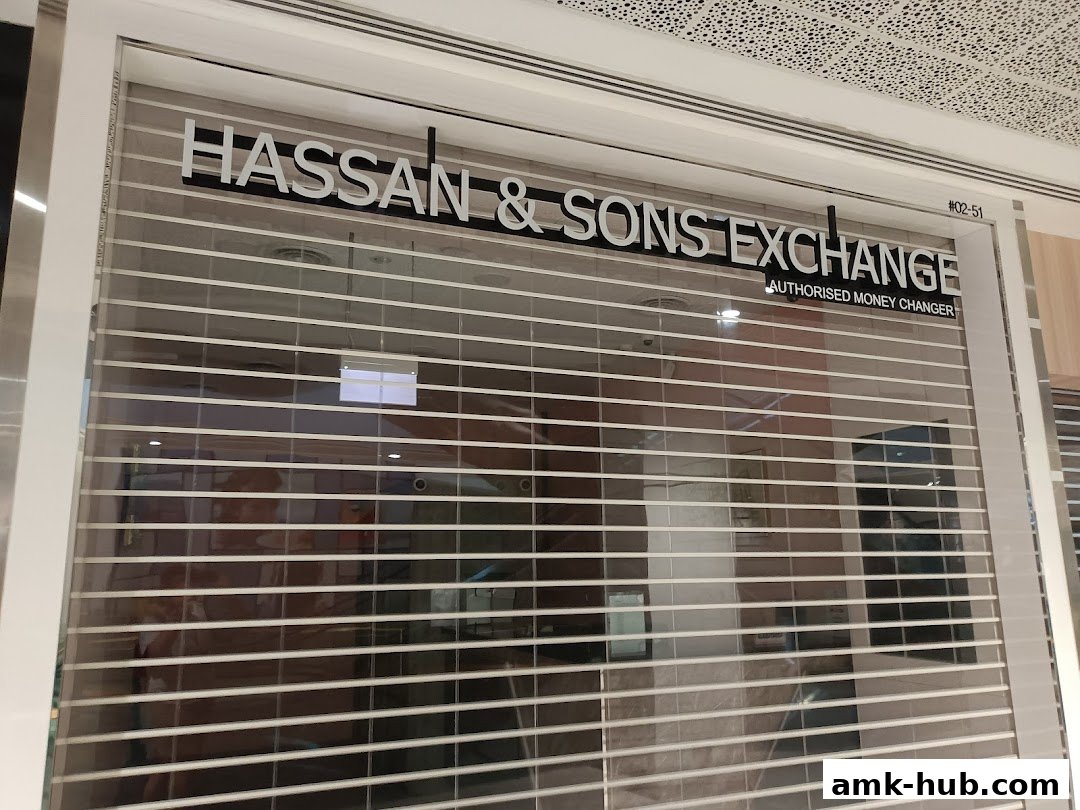 HASSAN & SONS EXCHANGE
#02-51
AUTHORISED MONEY CHANGER
amk-hub.com